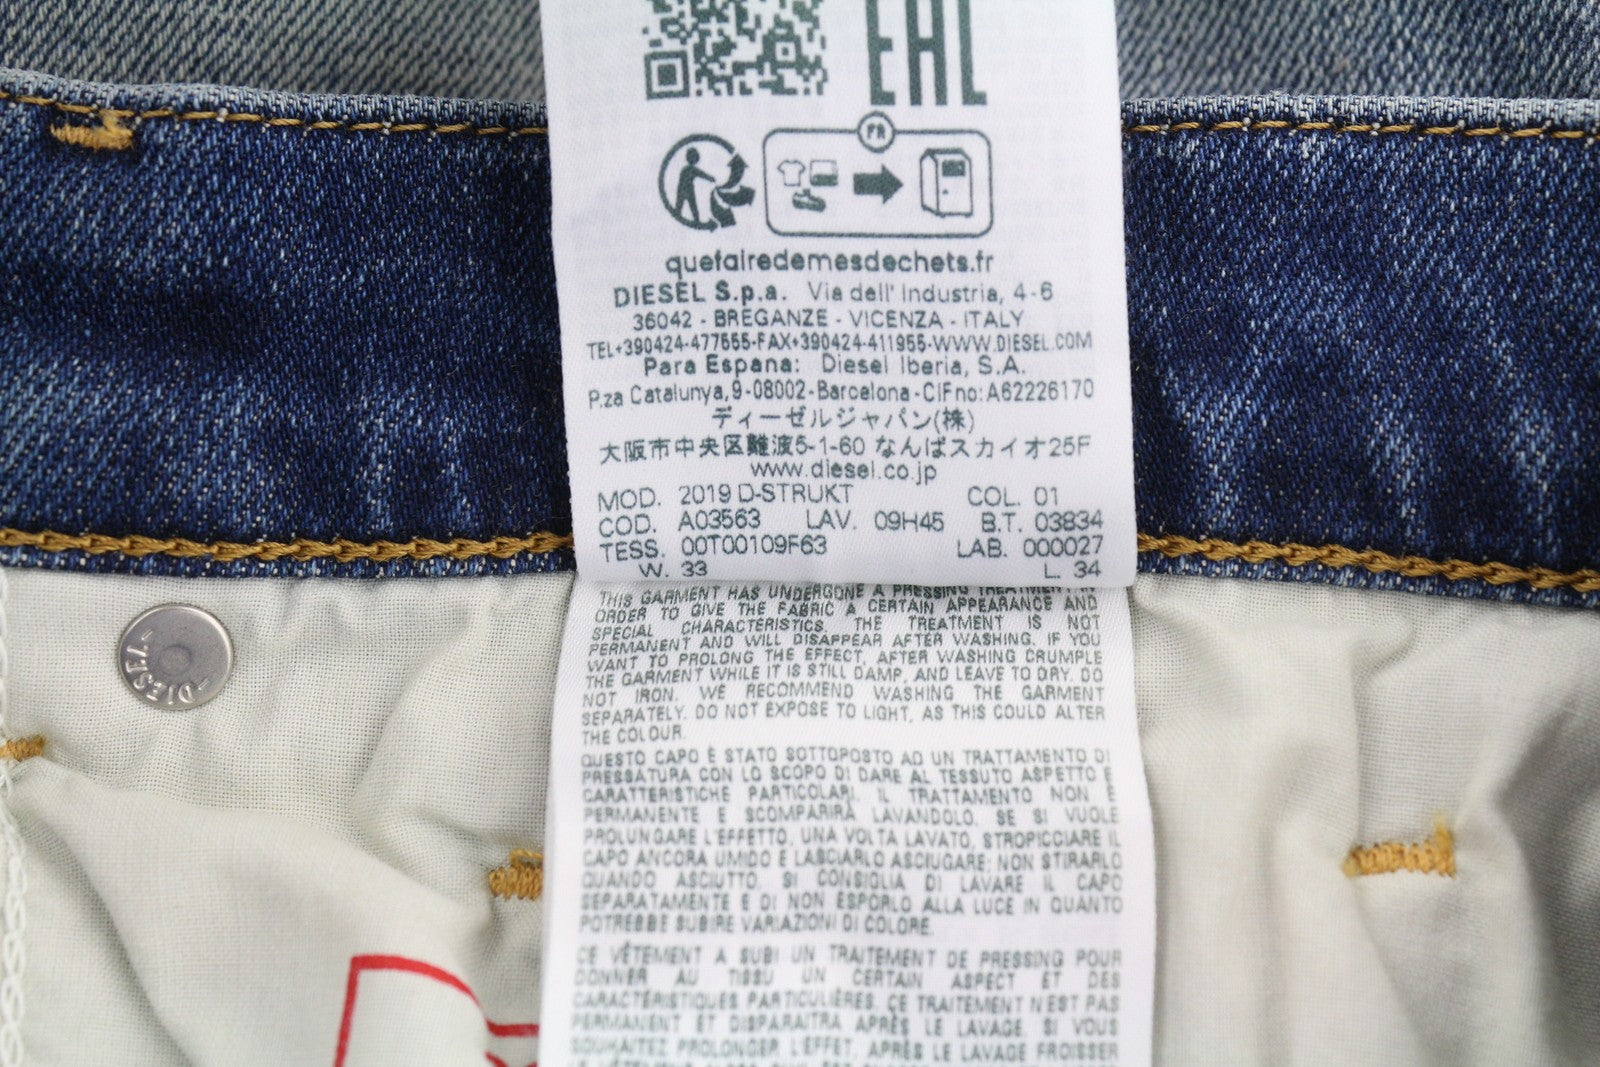 EAC
FR
quefairedemesdechets.fr
DIESEL S.p.a. Via dell' Industria, 4-6
36042 - BREGANZE - VICENZA - ITALY
TEL+390424-477555-FAX+390424-411955-WWW.DIESEL.COM
Para Espana: Diesel Iberia, S.A.
P.za Catalunya,9-08002-Barcelona-CIFno:A62226170
ディーゼルジャパン(株)
大阪市中央区難波5-1-60 なんばスカイオ25F
www.diesel.co.jp
MOD. 2019 D-STRUKT COL. 01
COD. A03563 LAV. 09H45 B.T. 03834
TESS. 00T00109F63 LAB. 000027
W. 33 L. 34
THIS GARMENT HAS UNDERGONE A PRESSING TREATMENT IN
ORDER TO GIVE THE FABRIC A CERTAIN APPEARANCE AND
SPECIAL CHARACTERISTICS. THE TREATMENT IS NOT
PERMANENT AND WILL DISAPPEAR AFTER WASHING. IF YOU
WANT TO PROLONG THE EFFECT, AFTER WASHING CRUMPLE
THE GARMENT WHILE IT IS STILL DAMP, AND LEAVE TO DRY. DO
NOT IRON. WE RECOMMEND WASHING THE GARMENT
SEPARATELY. DO NOT EXPOSE TO LIGHT, AS THIS COULD ALTER
THE COLOUR.
QUESTO CAPO È STATO SOTTOPOSTO AD UN TRATTAMENTO DI
PRESSATURA CON LO SCOPO DI DARE AL TESSUTO ASPETTO E
CARATTERISTICHE PARTICOLARI. IL TRATTAMENTO NON È
PERMANENTE E SCOMPARIRÀ LAVANDOLO. SE SI VUOLE
PROLUNGARE L'EFFETTO, UNA VOLTA LAVATO, STROPICCIARE IL
CAPO ANCORA UMIDO E LASCIARLO ASCIUGARE; NON STIRARLO
QUANDO ASCIUTTO. SI CONSIGLIA DI LAVARE IL CAPO
SEPARATAMENTE E DI NON ESPORLO ALLA LUCE IN QUANTO
POTREBBE SUBIRE VARIAZIONI DI COLORE.
CE VÊTEMENT A SUBI UN TRAITEMENT DE PRESSING POUR
DONNER AU TISSU UN CERTAIN ASPECT ET DES
CARACTÉRISTIQUES PARTICULIÈRES. CE TRAITEMENT N'EST PAS
PERMANENT ET DISPARAITRA APRÈS LE LAVAGE. SI VOUS
SOUHAITEZ PROLONGER L'EFFET, APRÈS LE LAVAGE FROISSER